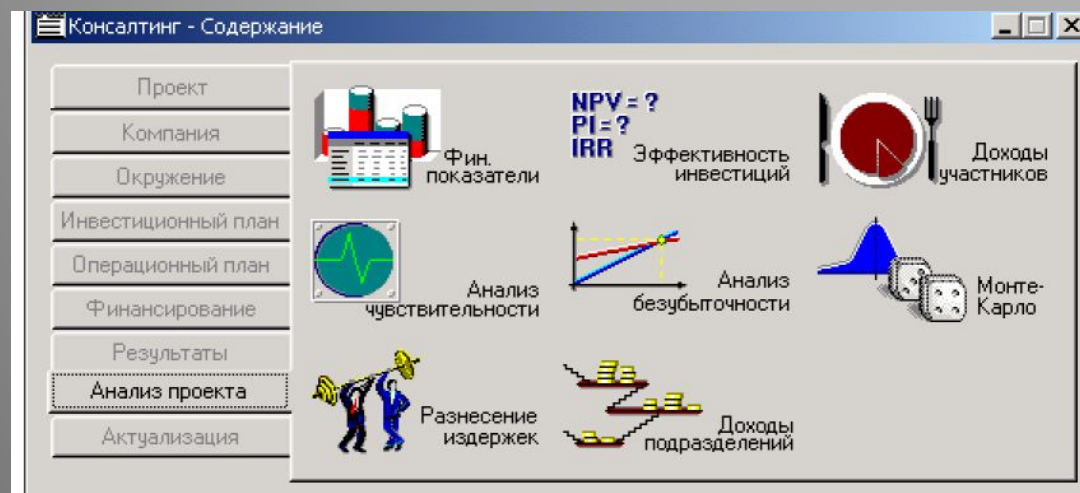 Консалтинг - Содержание
Проект
Компания
Окружение
Инвестиционный план
Операционный план
Финансирование
Результаты
Анализ проекта
Актуализация
Фин.
показатели
NPV = ?
PI = ?
IRR
Эффективность
инвестиций
Доходы
участников
Анализ
чувствительности
Анализ
безубыточности
Монте-
Карло
Разнесение
издержек
Доходы
подразделений